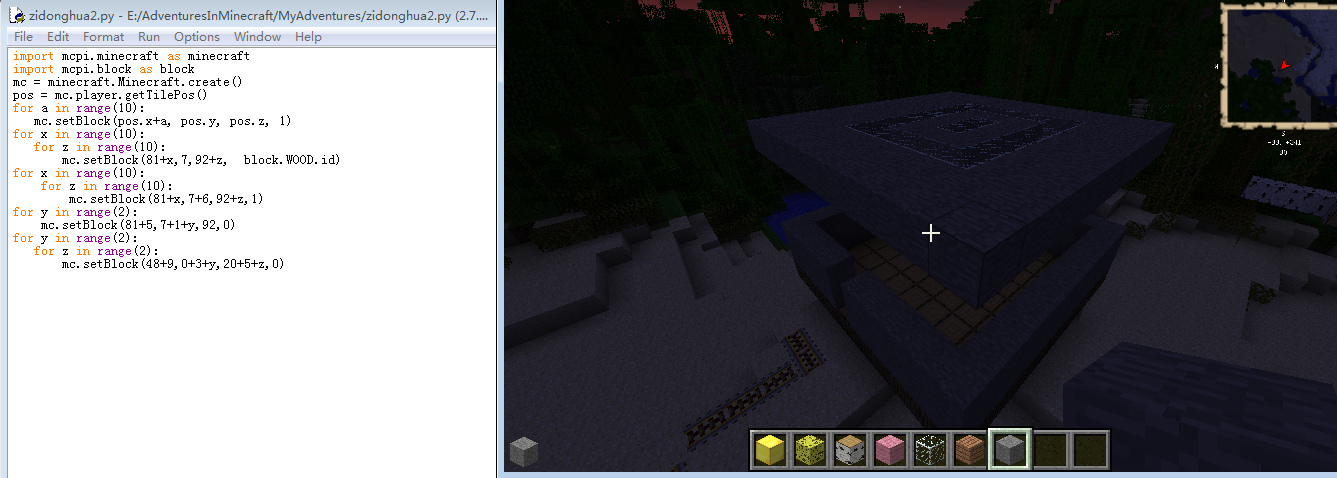 zidonghua2.py - E:/AdventuresInMinecraft/MyAdventures/zidonghua2.py (2.7....
File Edit Format Run Options Window Help
import mcpi.minecraft as minecraft
import mcpi.block as block
mc = minecraft.Minecraft.create()
pos = mc.player.getTilePos()
for a in range(10):
   mc.setBlock(pos.x+a, pos.y, pos.z, 1)
for x in range(10):
   for z in range(10):
       mc.setBlock(81+x,7,92+z,  block.WOOD.id)
for x in range(10):
    for z in range(10):
        mc.setBlock(81+x,7+6,92+z,1)
for y in range(2):
    mc.setBlock(81+5,7+1+y,92,0)
for y in range(2):
   for z in range(2):
       mc.setBlock(48+9,0+3+y,20+5+z,0)